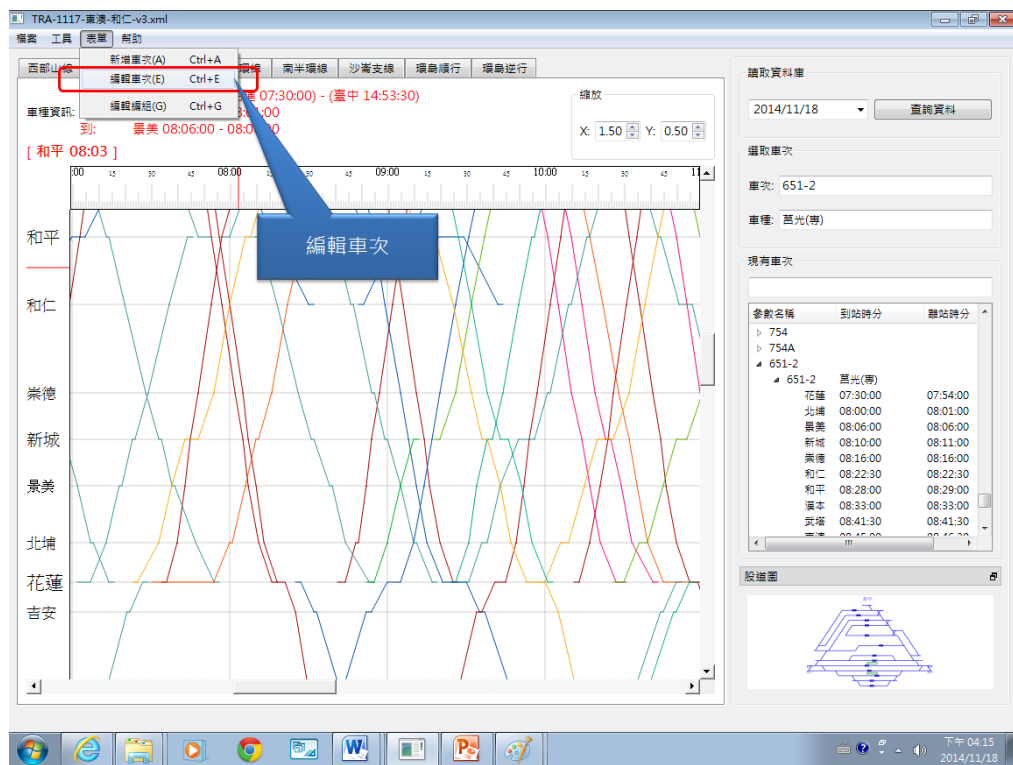 TRA-1117-東澳-和仁-v3.xml
檔案 工具 表單 幫助
新增車次(A) Ctrl+A
編輯車次(E) Ctrl+E
編輯編組(G) Ctrl+G
西部山線
環線 南半環線 沙崙支線 環島順行 環島逆行
07:30:00) - (臺中 14:53:30)
車種資訊:
到: 景美 08:06:00 - 08:0
[ 和平 08:03 ]
縮放
X: 1.50 Y: 0.50
:00 15 30 45 08:00 30 45 09:00 15 30 45 10:00 15 30 45 11
編輯車次
和平
和仁
崇德
新城
景美
北埔
花蓮
吉安
讀取資料庫
2014/11/18 查詢資料
選取車次
車次: 651-2
車種: 莒光(專)
現有車次
參數名稱 到站時分 離站時分
754
754A
651-2
651-2 莒光(專)
花蓮 07:30:00 07:54:00
北埔 08:00:00 08:01:00
景美 08:06:00 08:06:00
新城 08:10:00 08:11:00
崇德 08:16:00 08:16:00
和仁 08:22:30 08:22:30
和平 08:28:00 08:29:00
漢本 08:33:00 08:33:00
武塔 08:41:30 08:41:30
股道圖
下午 04:15
2014/11/18